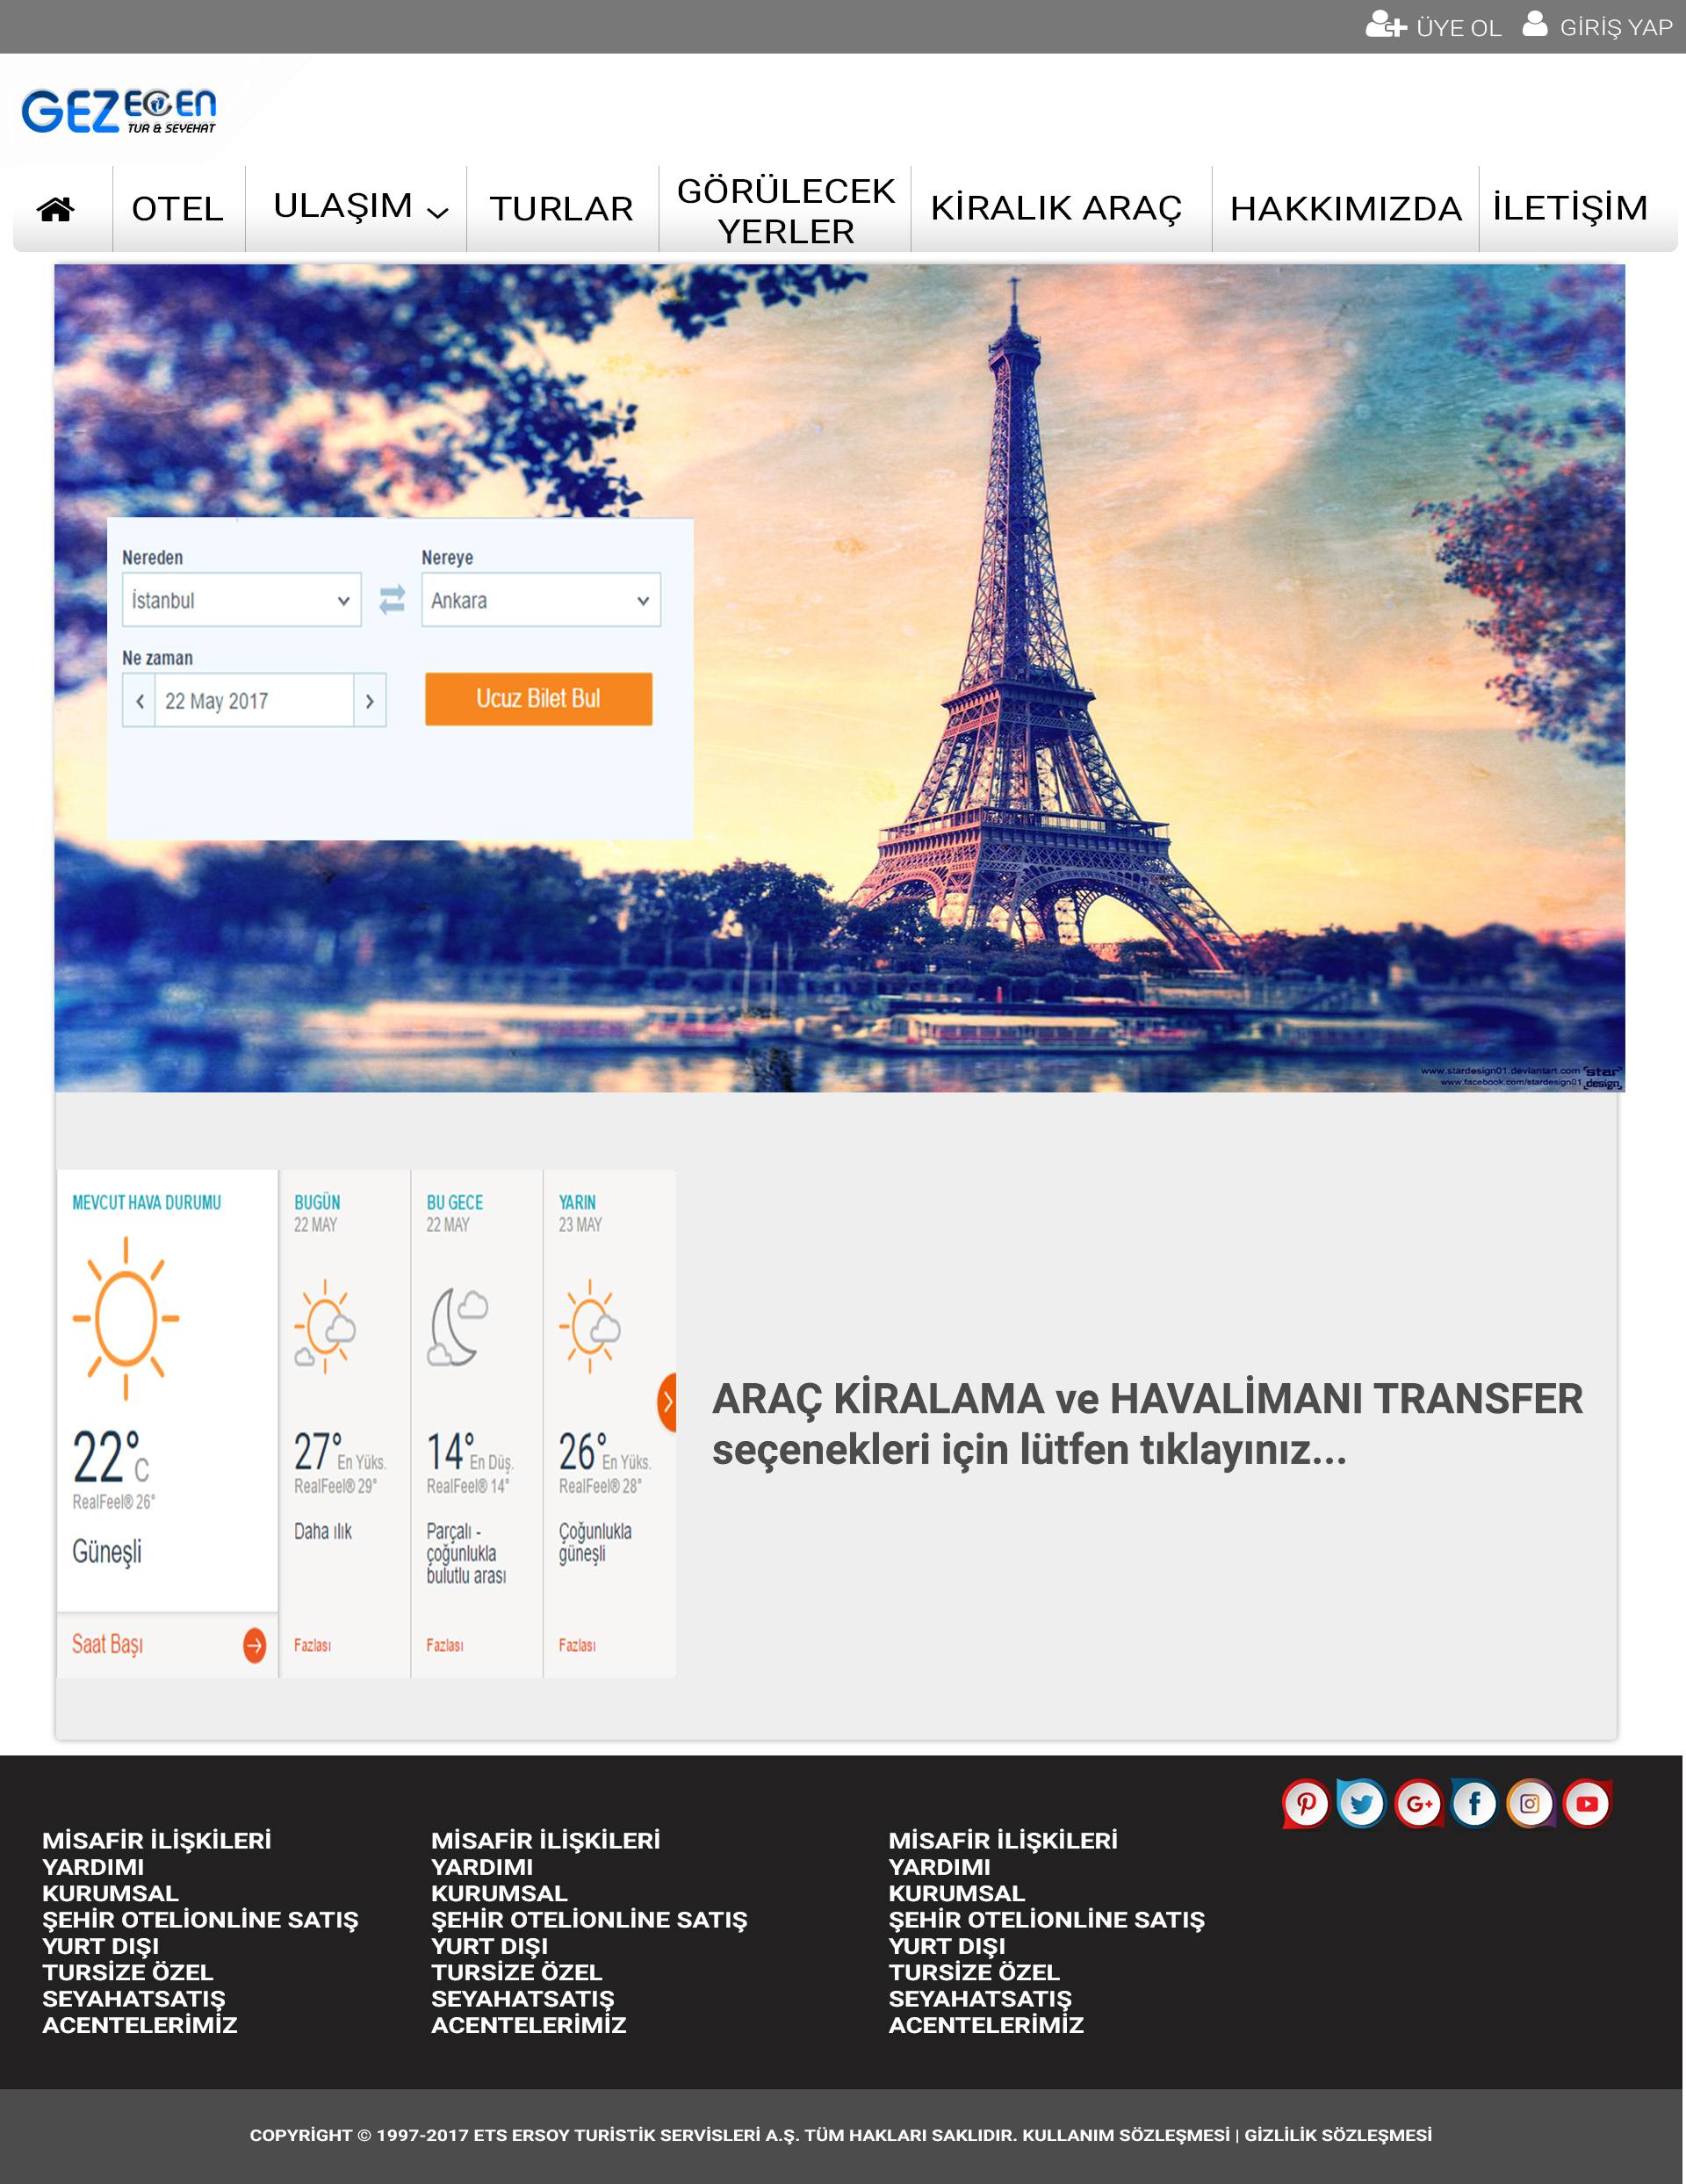 ÜYE OL GİRİŞ YAP
GEZEGEN
TUR & SEYEHAT
OTEL
ULAŞIM
TURLAR
GÖRÜLECEK
YERLER
KİRALIK ARAÇ
HAKKIMIZDA
İLETİŞİM
Nereden
Nereye
İstanbul
Ankara
Ne zaman
22 May 2017
Ucuz Bilet Bul
www.stardesign01.deviantart.com
www.facebook.com/stardesign01
star
design
MEVCUT HAVA DURUMU
22°C
RealFeel® 26°
Güneşli
Saat Başı
BUGÜN
22 MAY
27° En Yüks.
RealFeel® 29°
Daha ılık
Fazlası
BU GECE
22 MAY
14° En Düş.
RealFeel® 14°
Parçalı -
çoğunlukla
bulutlu arası
Fazlası
YARIN
23 MAY
26° En Yüks.
RealFeel® 28°
Çoğunlukla
güneşli
Fazlası
ARAÇ KİRALAMA ve HAVALİMANI TRANSFER
seçenekleri için lütfen tıklayınız...
MİSAFİR İLİŞKİLERİ
YARDIMI
KURUMSAL
ŞEHİR OTELİONLİNE SATIŞ
YURT DIŞI
TURSİZE ÖZEL
SEYAHATSATIŞ
ACENTELERİMİZ
MİSAFİR İLİŞKİLERİ
YARDIMI
KURUMSAL
ŞEHİR OTELİONLİNE SATIŞ
YURT DIŞI
TURSİZE ÖZEL
SEYAHATSATIŞ
ACENTELERİMİZ
MİSAFİR İLİŞKİLERİ
YARDIMI
KURUMSAL
ŞEHİR OTELİONLİNE SATIŞ
YURT DIŞI
TURSİZE ÖZEL
SEYAHATSATIŞ
ACENTELERİMİZ
COPYRİGHT © 1997-2017 ETS ERSOY TURİSTİK SERVİSLERİ A.Ş. TÜM HAKLARI SAKLIDIR. KULLANIM SÖZLEŞMESİ | GİZLİLİK SÖZLEŞMESİ